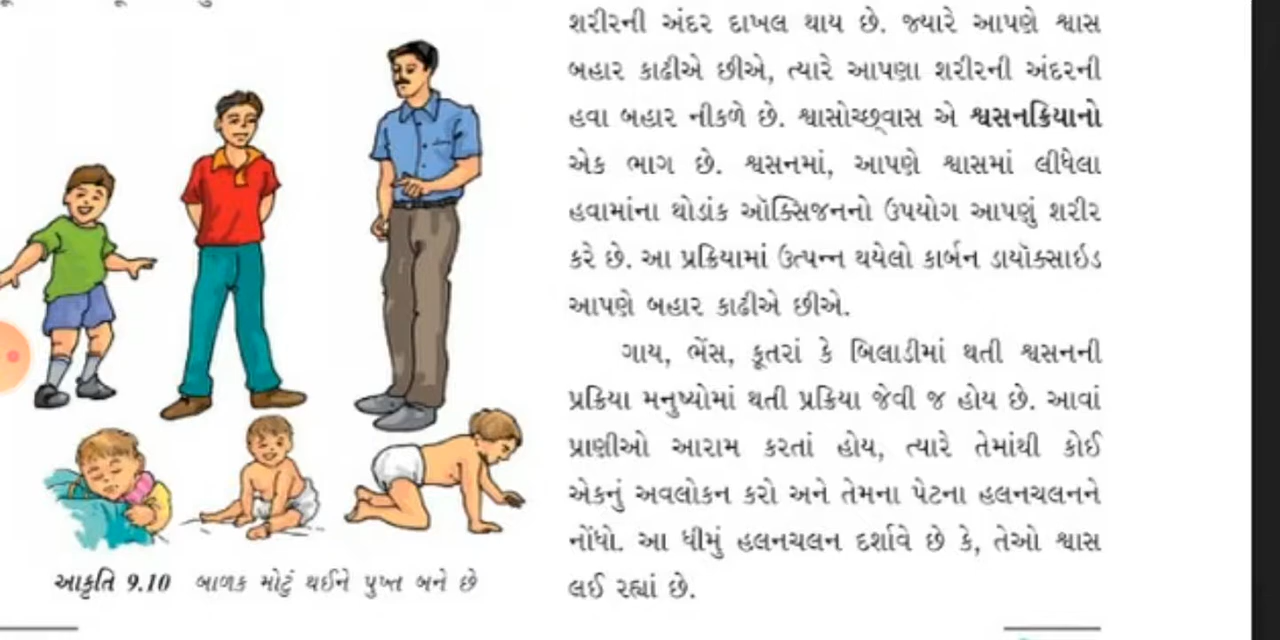 શરીરની અંદર દાખલ થાય છે. જ્યારે આપણે શ્વાસ
બહાર કાઢીએ છીએ, ત્યારે આપણા શરીરની અંદરની
હવા બહાર નીકળે છે. શ્વાસોચ્છ્વાસ એ શ્વસનક્રિયાનો
એક ભાગ છે. શ્વસનમાં, આપણે શ્વાસમાં લીધેલા
હવામાંના થોડાંક ઑક્સિજનનો ઉપયોગ આપણું શરીર
કરે છે. આ પ્રક્રિયામાં ઉત્પન્ન થયેલો કાર્બન ડાયૉક્સાઇડ
આપણે બહાર કાઢીએ છીએ.
ગાય, ભેંસ, કૂતરાં કે બિલાડીમાં થતી શ્વસનની
પ્રક્રિયા મનુષ્યોમાં થતી પ્રક્રિયા જેવી જ હોય છે. આવાં
પ્રાણીઓ આરામ કરતાં હોય, ત્યારે તેમાંથી કોઈ
એકનું અવલોકન કરો અને તેમના પેટના હલનચલનને
નોંધો. આ ધીમું હલનચલન દર્શાવે છે કે, તેઓ શ્વાસ
લઈ રહ્યાં છે.
આકૃતિ 9.10 બાળક મોટું થઈને પુખ્ત બને છે